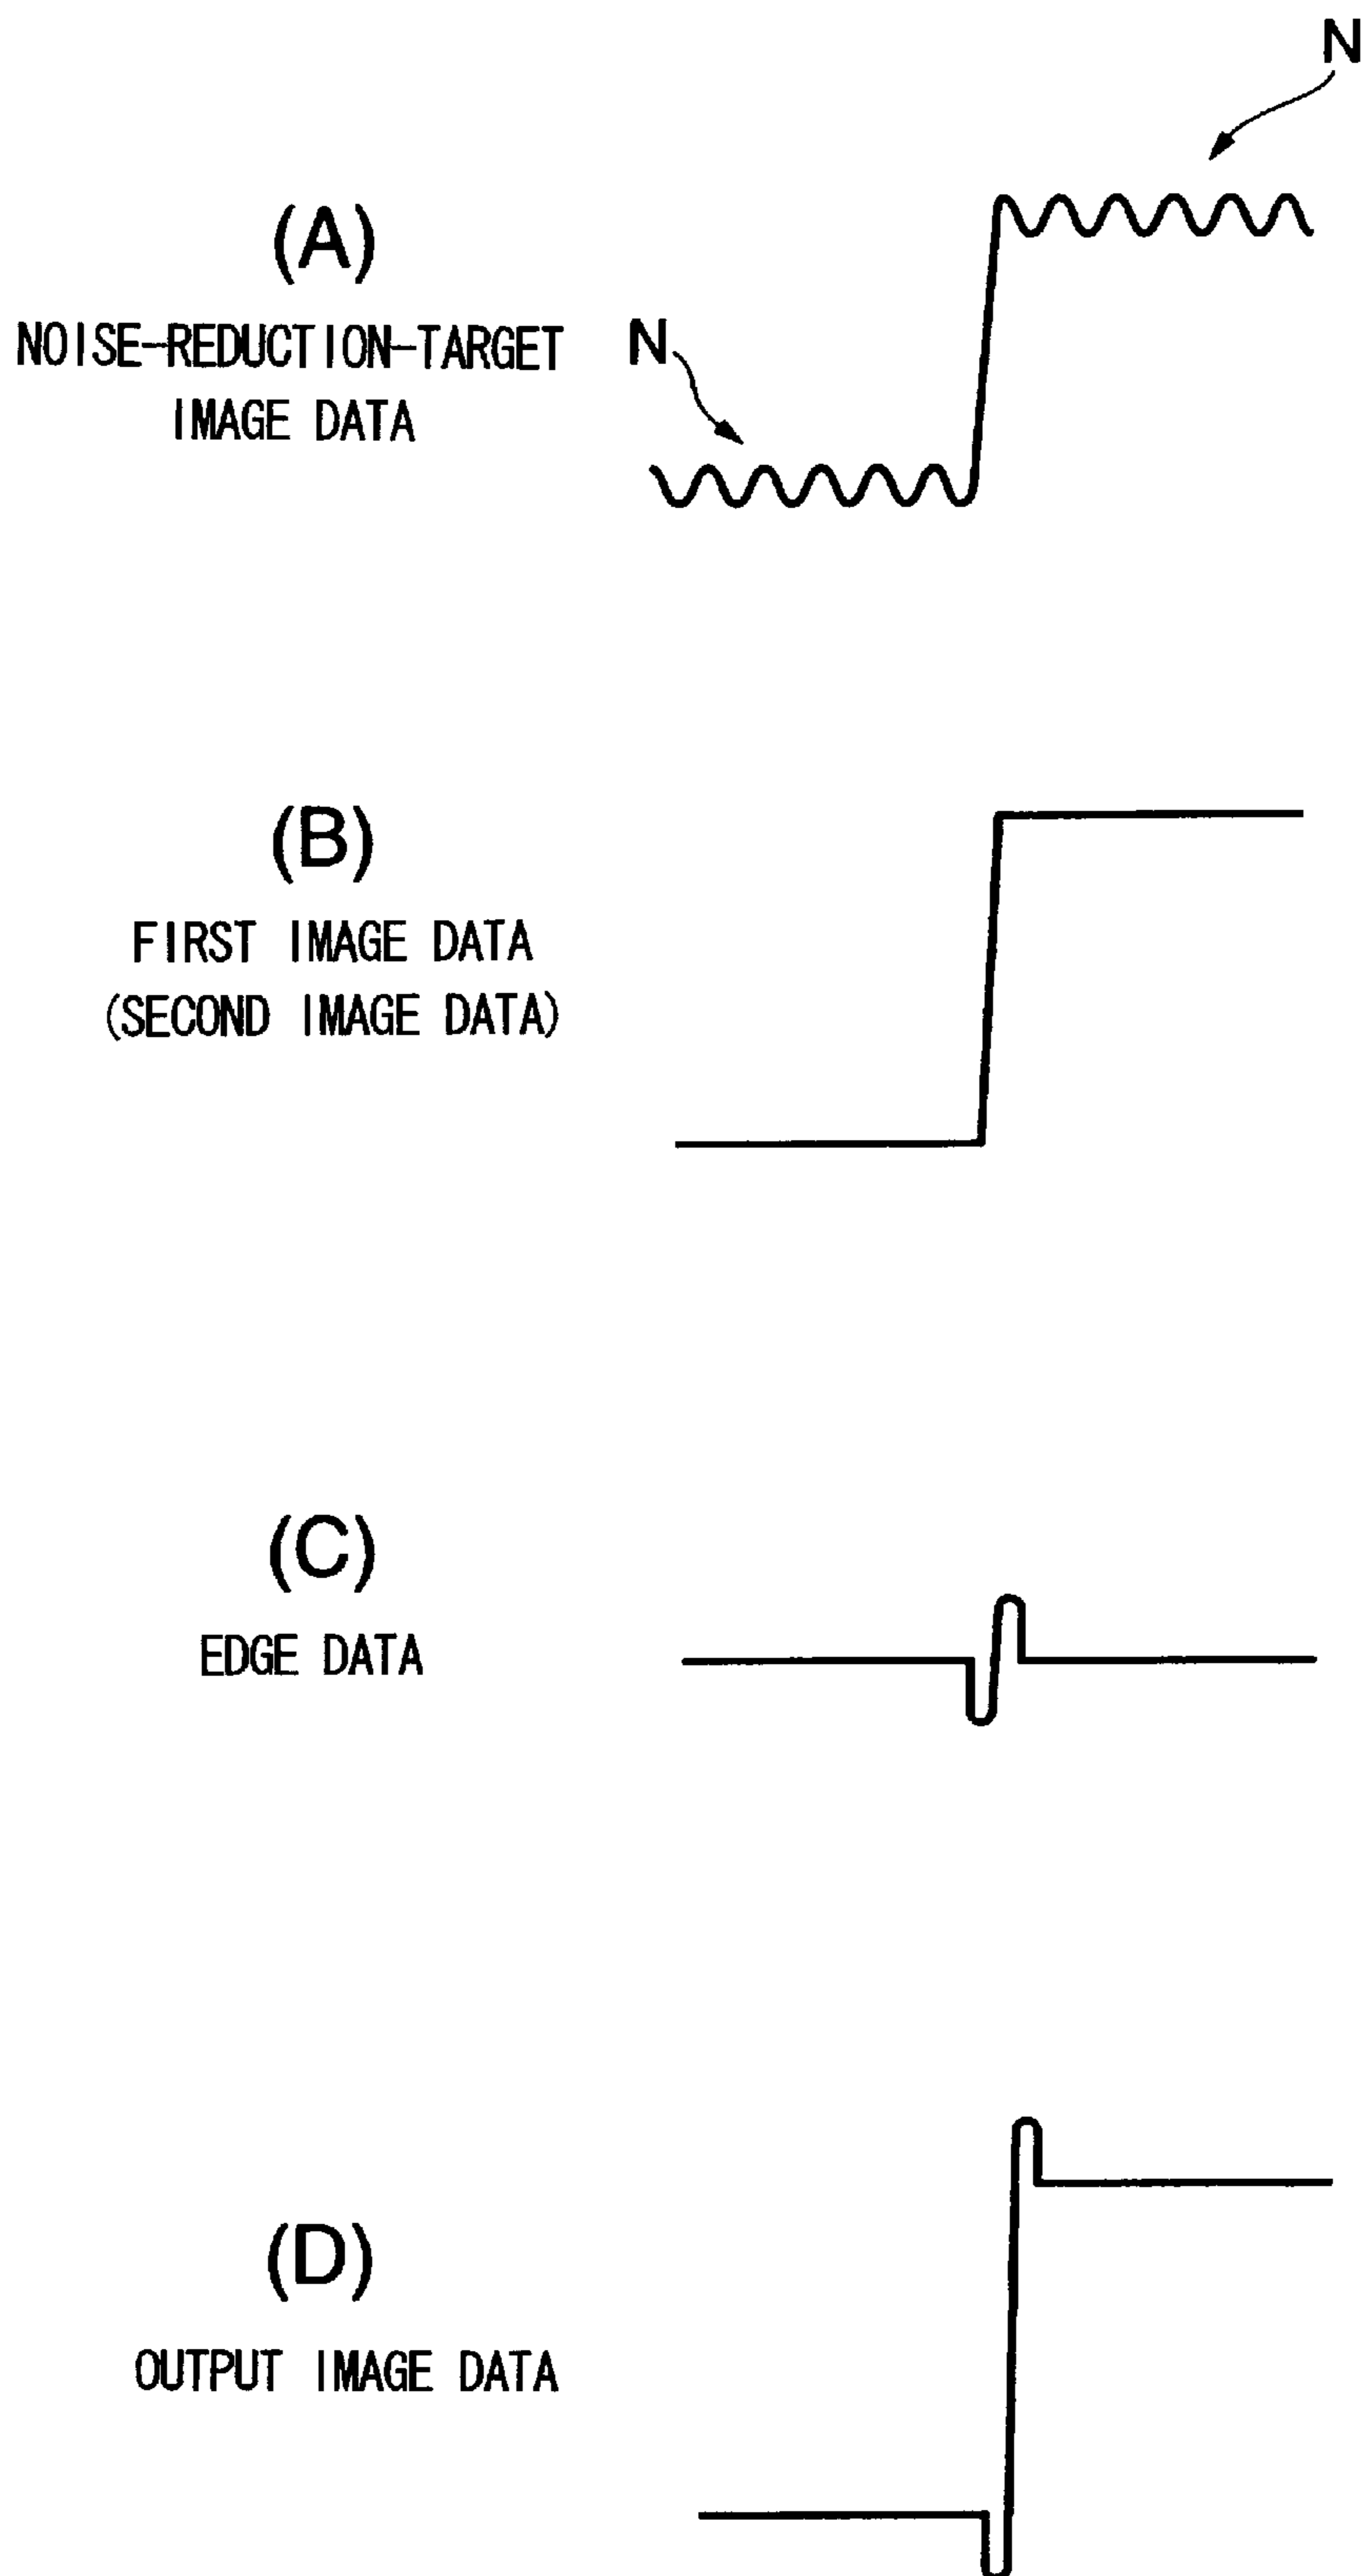 N
(A)
NOISE-REDUCTION-TARGET
IMAGE DATA
N
(B)
FIRST IMAGE DATA
(SECOND IMAGE DATA)
(C)
EDGE DATA
(D)
OUTPUT IMAGE DATA